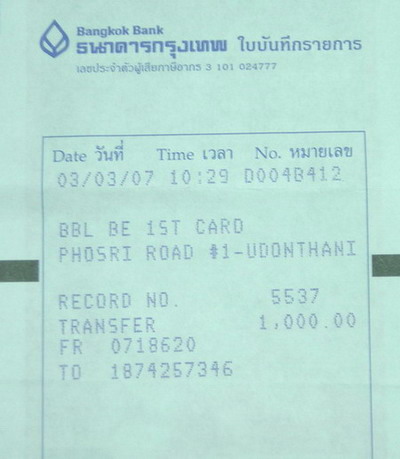 Bangkok Bank
ธนาคารกรุงเทพ ใบบันทึกรายการ
เลขประจำตัวผู้เสียภาษีอากร 3 101 024777
Date วันที่ Time เวลา No. หมายเลข
03/03/07 10:29 D004B412
BBL BE 1ST CARD
PHOSRI ROAD #1-UDONTHANI
RECORD NO. 5537
TRANSFER 1,000.00
FR 0718620
TO 1874257346